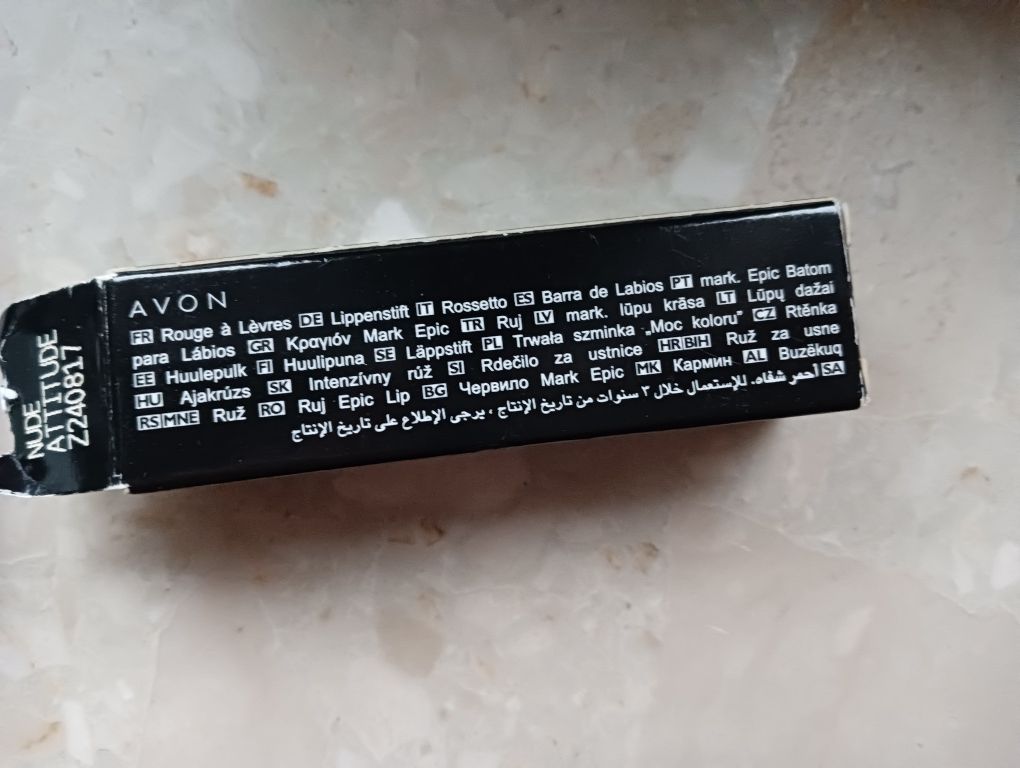 AVON
FR Rouge à Lèvres DE Lippenstift IT Rossetto ES Barra de Labios PT mark. Epic Batom
para Lábios GR Κραγιόν Mark Epic TR Ruj LV mark. lūpu krāsa LT Lūpų dažai
EE Huulepulk FI Huulipuna SE Läppstift PL Trwała szminka „Moc koloru” CZ Rtěnka
HU Ajakrúzs SK Intenzívny rúž SI Rdečilo za ustnice HR BIH Ruž za usne
RS MNE Ruž RO Ruj Epic Lip BG Червило Mark Epic MK Кармин AL Buzëkuq
SA أحمر شفاه. للإستعمال خلال ٣ سنوات من تاريخ الإنتاج ، يرجى الإطلاع على تاريخ الإنتاج
NUDE
ATTITUDE
Z240817